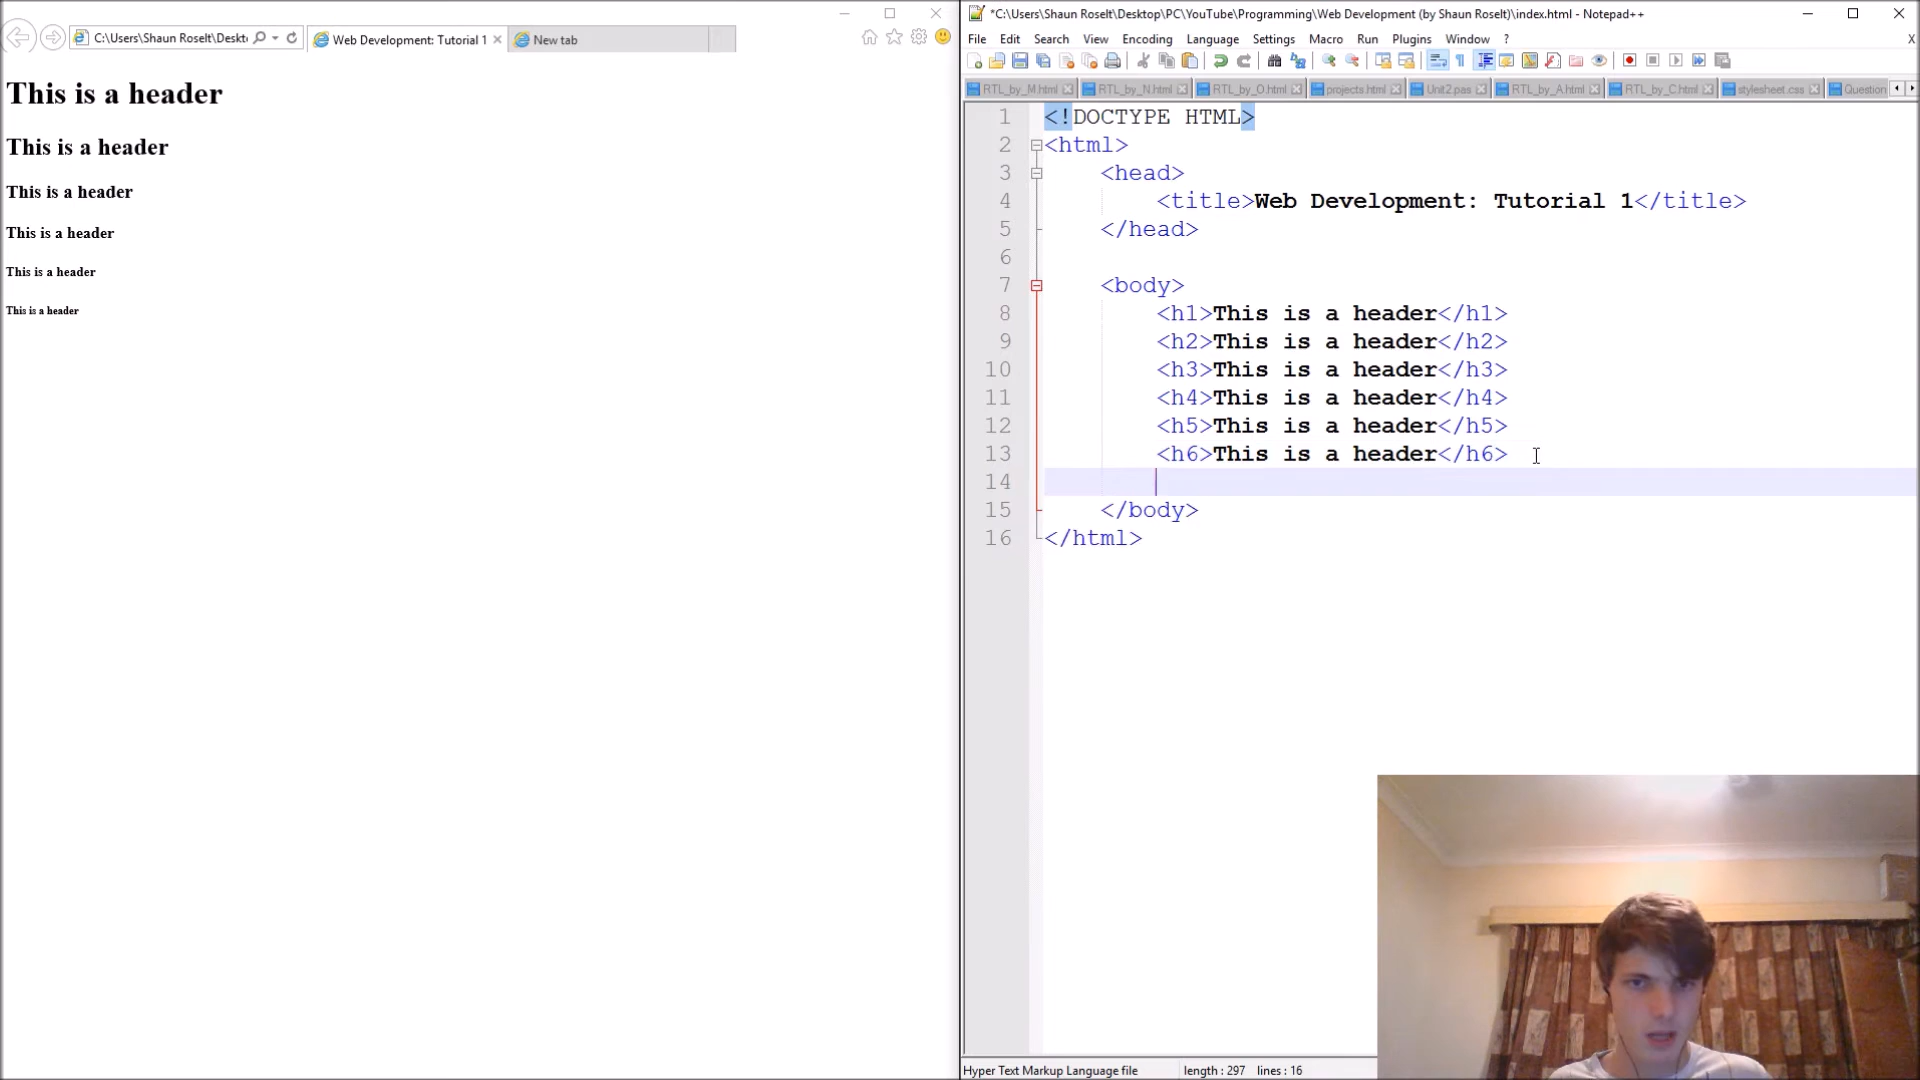 C:\Users\Shaun Roselt\Deskt
Web Development: Tutorial 1
New tab
This is a header
This is a header
This is a header
This is a header
This is a header
This is a header
*C:\Users\Shaun Roselt\Desktop\PC\YouTube\Programming\Web Development (by Shaun Roselt)\index.html - Notepad++
File Edit Search View Encoding Language Settings Macro Run Plugins Window ? X
RTL_by_M.html RTL_by_N.html RTL_by_O.html projects.html Unit2.pas RTL_by_A.html RTL_by_C.html stylesheet.css Question
1 <!DOCTYPE HTML>
2 <html>
3 <head>
4 <title>Web Development: Tutorial 1</title>
5 </head>
6
7 <body>
8 <h1>This is a header</h1>
9 <h2>This is a header</h2>
10 <h3>This is a header</h3>
11 <h4>This is a header</h4>
12 <h5>This is a header</h5>
13 <h6>This is a header</h6>
14
15 </body>
16 </html>
Hyper Text Markup Language file length : 297 lines : 16